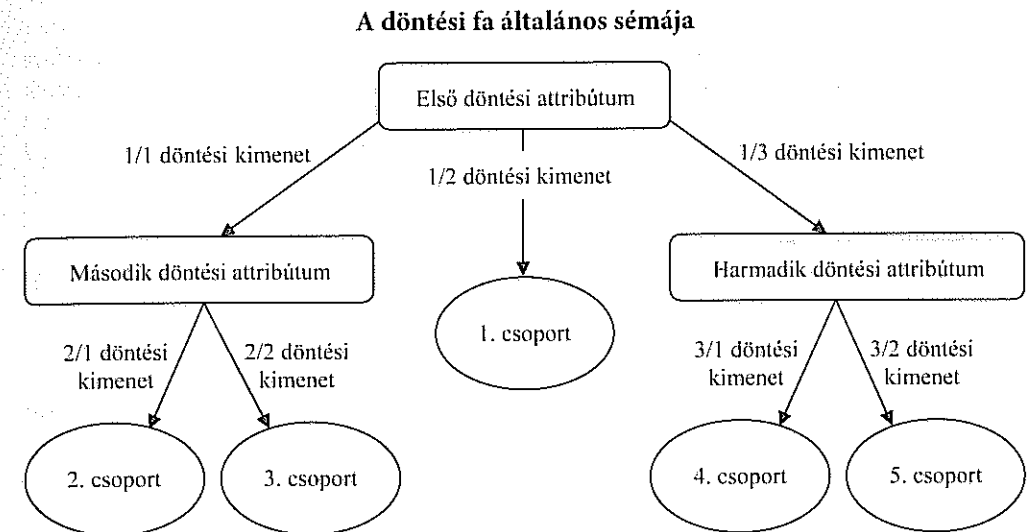 A döntési fa általános sémája
Első döntési attribútum
1/1 döntési kimenet
1/2 döntési kimenet
1/3 döntési kimenet
Második döntési attribútum
Harmadik döntési attribútum
1. csoport
2/1 döntési
kimenet
2/2 döntési
kimenet
3/1 döntési
kimenet
3/2 döntési
kimenet
2. csoport
3. csoport
4. csoport
5. csoport